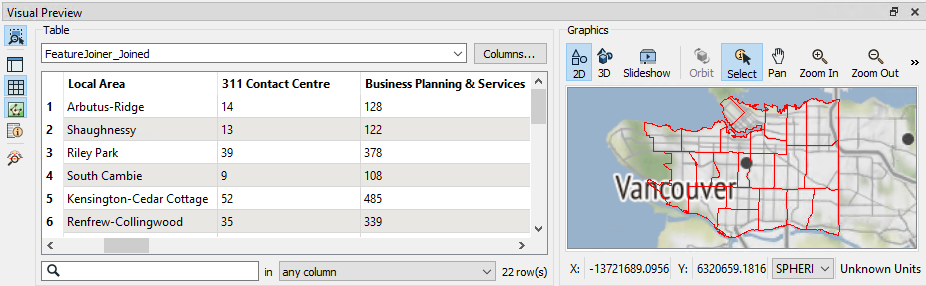 Visual Preview
Table
FeatureJoiner_Joined
Columns...
Local Area 311 Contact Centre Business Planning & Services
1 Arbutus-Ridge 14 128
2 Shaughnessy 13 122
3 Riley Park 39 378
4 South Cambie 9 108
5 Kensington-Cedar Cottage 52 485
6 Renfrew-Collingwood 35 339
in any column 22 row(s)
Graphics
2D 3D Slideshow Orbit Select Pan Zoom In Zoom Out »
Vancouver
X: -13721689.0956 Y: 6320659.1816 SPHERI Unknown Units